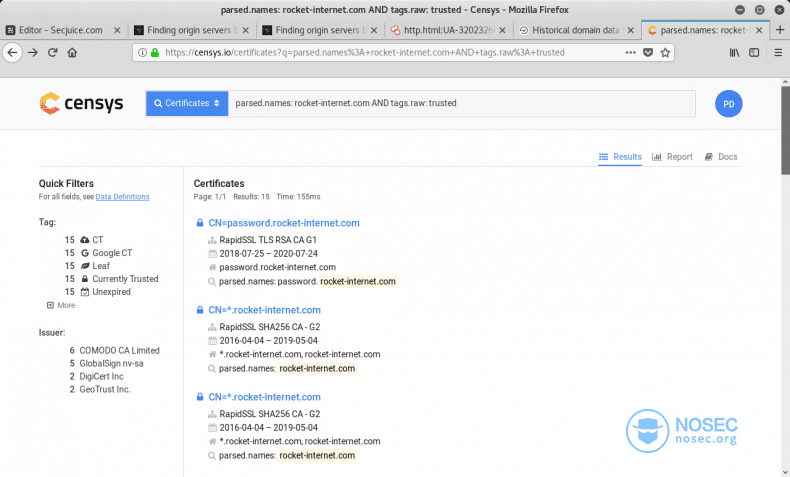 parsed.names: rocket-internet.com AND tags.raw: trusted - Censys - Mozilla Firefox
Editor - Secjuice.com
Finding origin servers b
Finding origin servers b
http.html:UA-3202326
Historical domain data
parsed.names: rocket-i
https://censys.io/certificates?q=parsed.names%3A+rocket-internet.com+AND+tags.raw%3A+trusted
censys
Certificates
parsed.names: rocket-internet.com AND tags.raw: trusted
PD
Results
Report
Docs
Quick Filters
For all fields, see Data Definitions
Tag:
15 CT
15 Google CT
15 Leaf
15 Currently Trusted
15 Unexpired
More
Issuer:
6 COMODO CA Limited
5 GlobalSign nv-sa
2 DigiCert Inc
2 GeoTrust Inc.
Certificates
Page: 1/1 Results: 15 Time: 155ms
CN=password.rocket-internet.com
RapidSSL TLS RSA CA G1
2018-07-25 – 2020-07-24
password.rocket-internet.com
parsed.names: password. rocket-internet.com
CN=*.rocket-internet.com
RapidSSL SHA256 CA - G2
2016-04-04 – 2019-05-04
*.rocket-internet.com, rocket-internet.com
parsed.names: rocket-internet.com
CN=*.rocket-internet.com
RapidSSL SHA256 CA - G2
2016-04-04 – 2019-05-04
*.rocket-internet.com, rocket-internet.com
parsed.names: rocket-internet.com
NOSEC
nosec.org